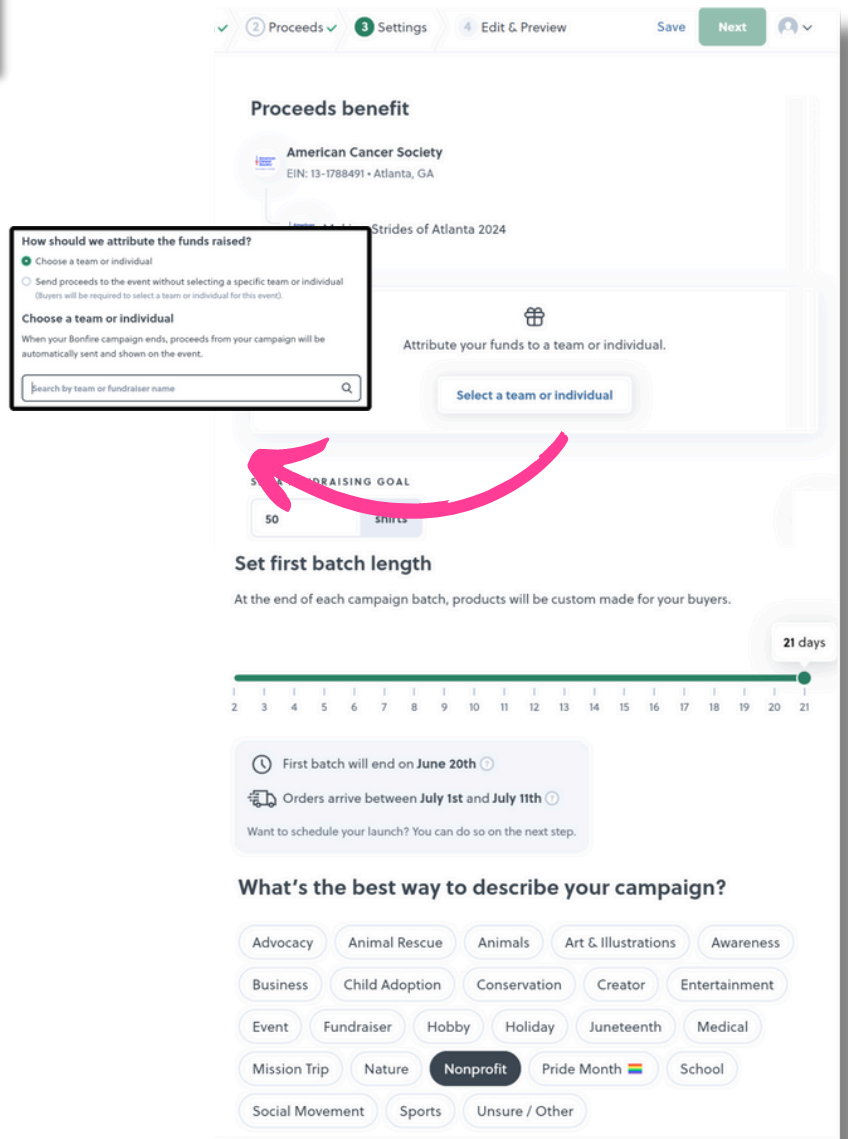 2 Proceeds
3 Settings
4 Edit & Preview
Save
Next
Proceeds benefit
American Cancer Society
EIN: 13-1788491 • Atlanta, GA
Strides of Atlanta 2024
How should we attribute the funds raised?
Choose a team or individual
Send proceeds to the event without selecting a specific team or individual
(Buyers will be required to select a team or individual for this event).
Choose a team or individual
When your Bonfire campaign ends, proceeds from your campaign will be
automatically sent and shown on the event.
Search by team or fundraiser name
Attribute your funds to a team or individual.
Select a team or individual
GOAL
50
shirts
Set first batch length
At the end of each campaign batch, products will be custom made for your buyers.
21 days
2 3 4 5 6 7 8 9 10 11 12 13 14 15 16 17 18 19 20 21
First batch will end on June 20th ?
Orders arrive between July 1st and July 11th ?
Want to schedule your launch? You can do so on the next step.
What's the best way to describe your campaign?
Advocacy Animal Rescue Animals Art & Illustrations Awareness
Business Child Adoption Conservation Creator Entertainment
Event Fundraiser Hobby Holiday Juneteenth Medical
Mission Trip Nature Nonprofit Pride Month School
Social Movement Sports Unsure / Other